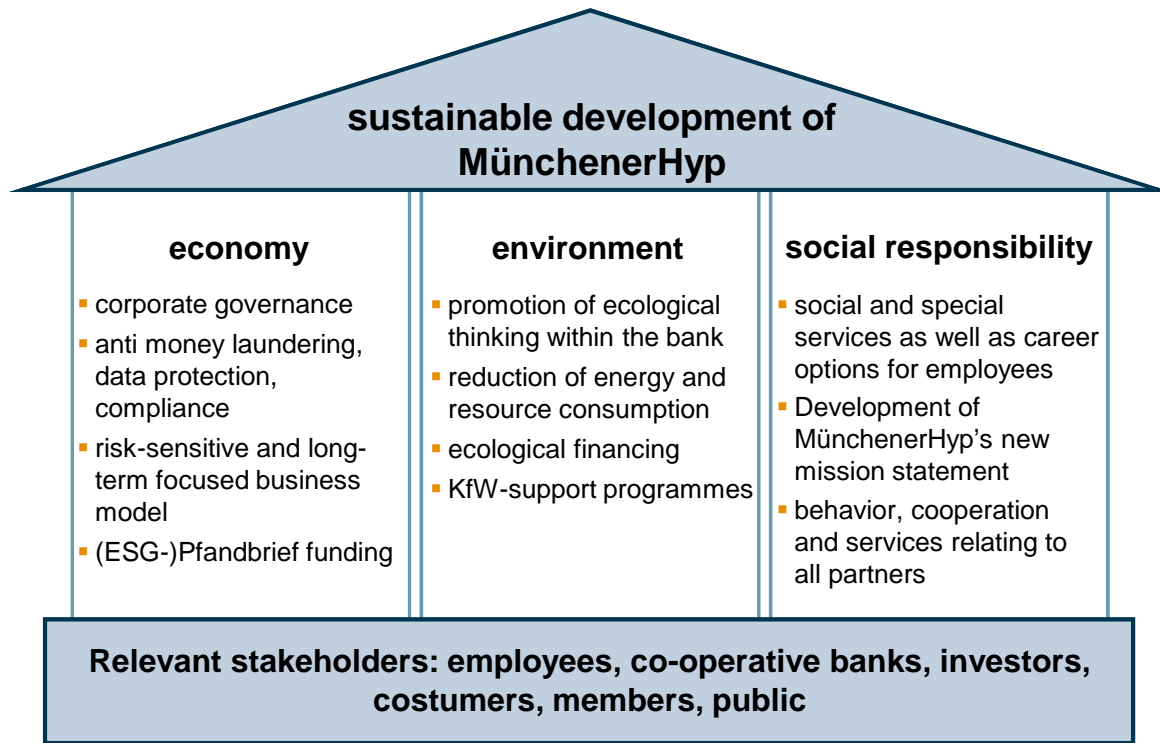 sustainable development of
MünchenerHyp
economy
corporate governance
anti money laundering,
data protection,
compliance
risk-sensitive and long-
term focused business
model
(ESG-)Pfandbrief funding
environment
promotion of ecological
thinking within the bank
reduction of energy and
resource consumption
ecological financing
KfW-support programmes
social responsibility
social and special
services as well as career
options for employees
Development of
MünchenerHyp's new
mission statement
behavior, cooperation
and services relating to
all partners
Relevant stakeholders: employees, co-operative banks, investors,
costumers, members, public